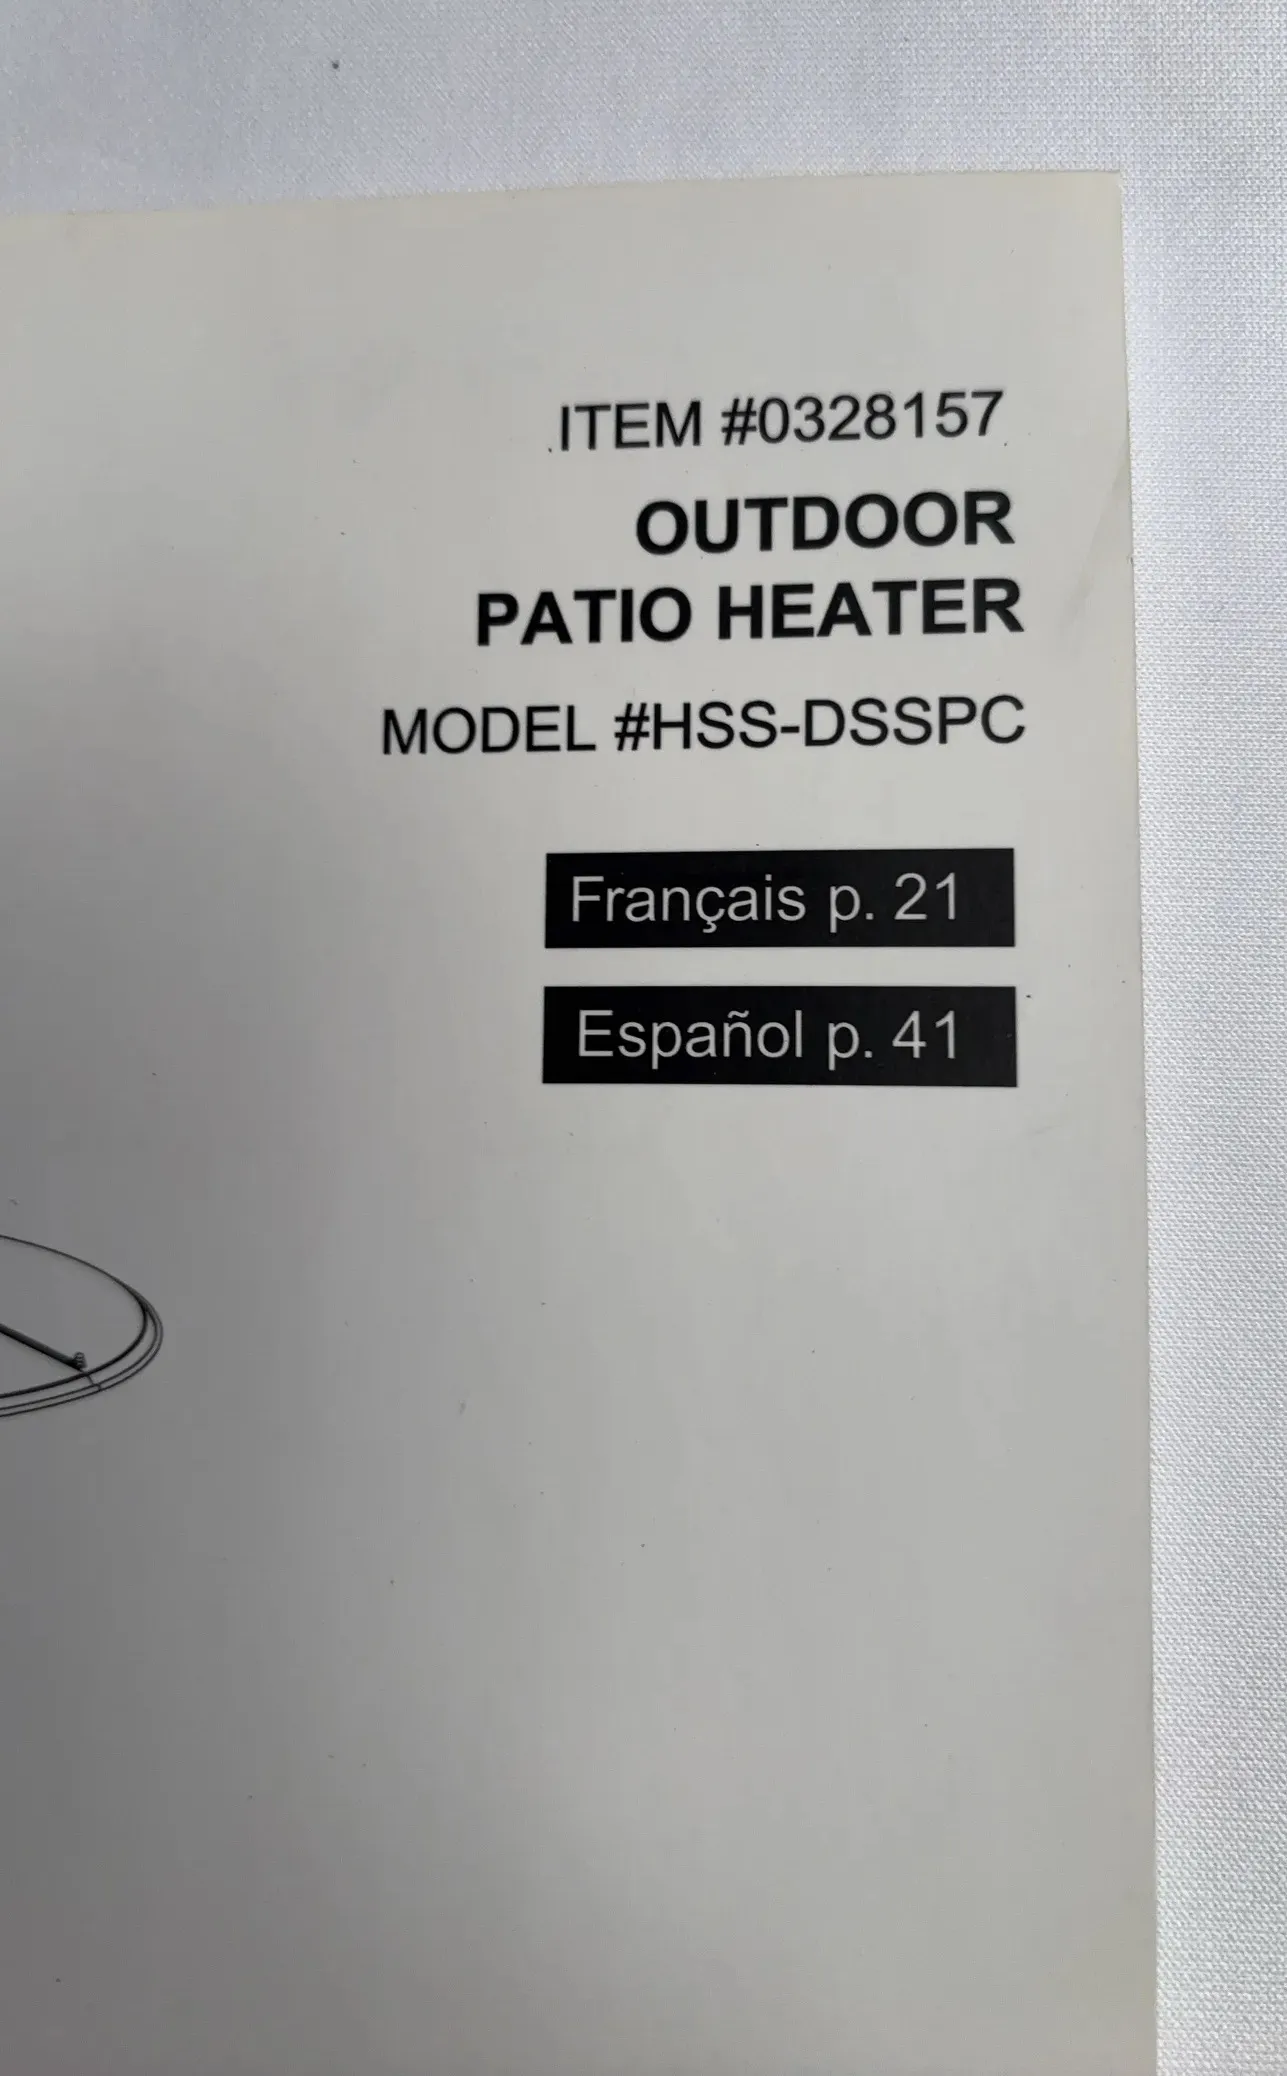 ITEM #0328157
OUTDOOR
PATIO HEATER
MODEL #HSS-DSSPC
Français p. 21
Español p. 41